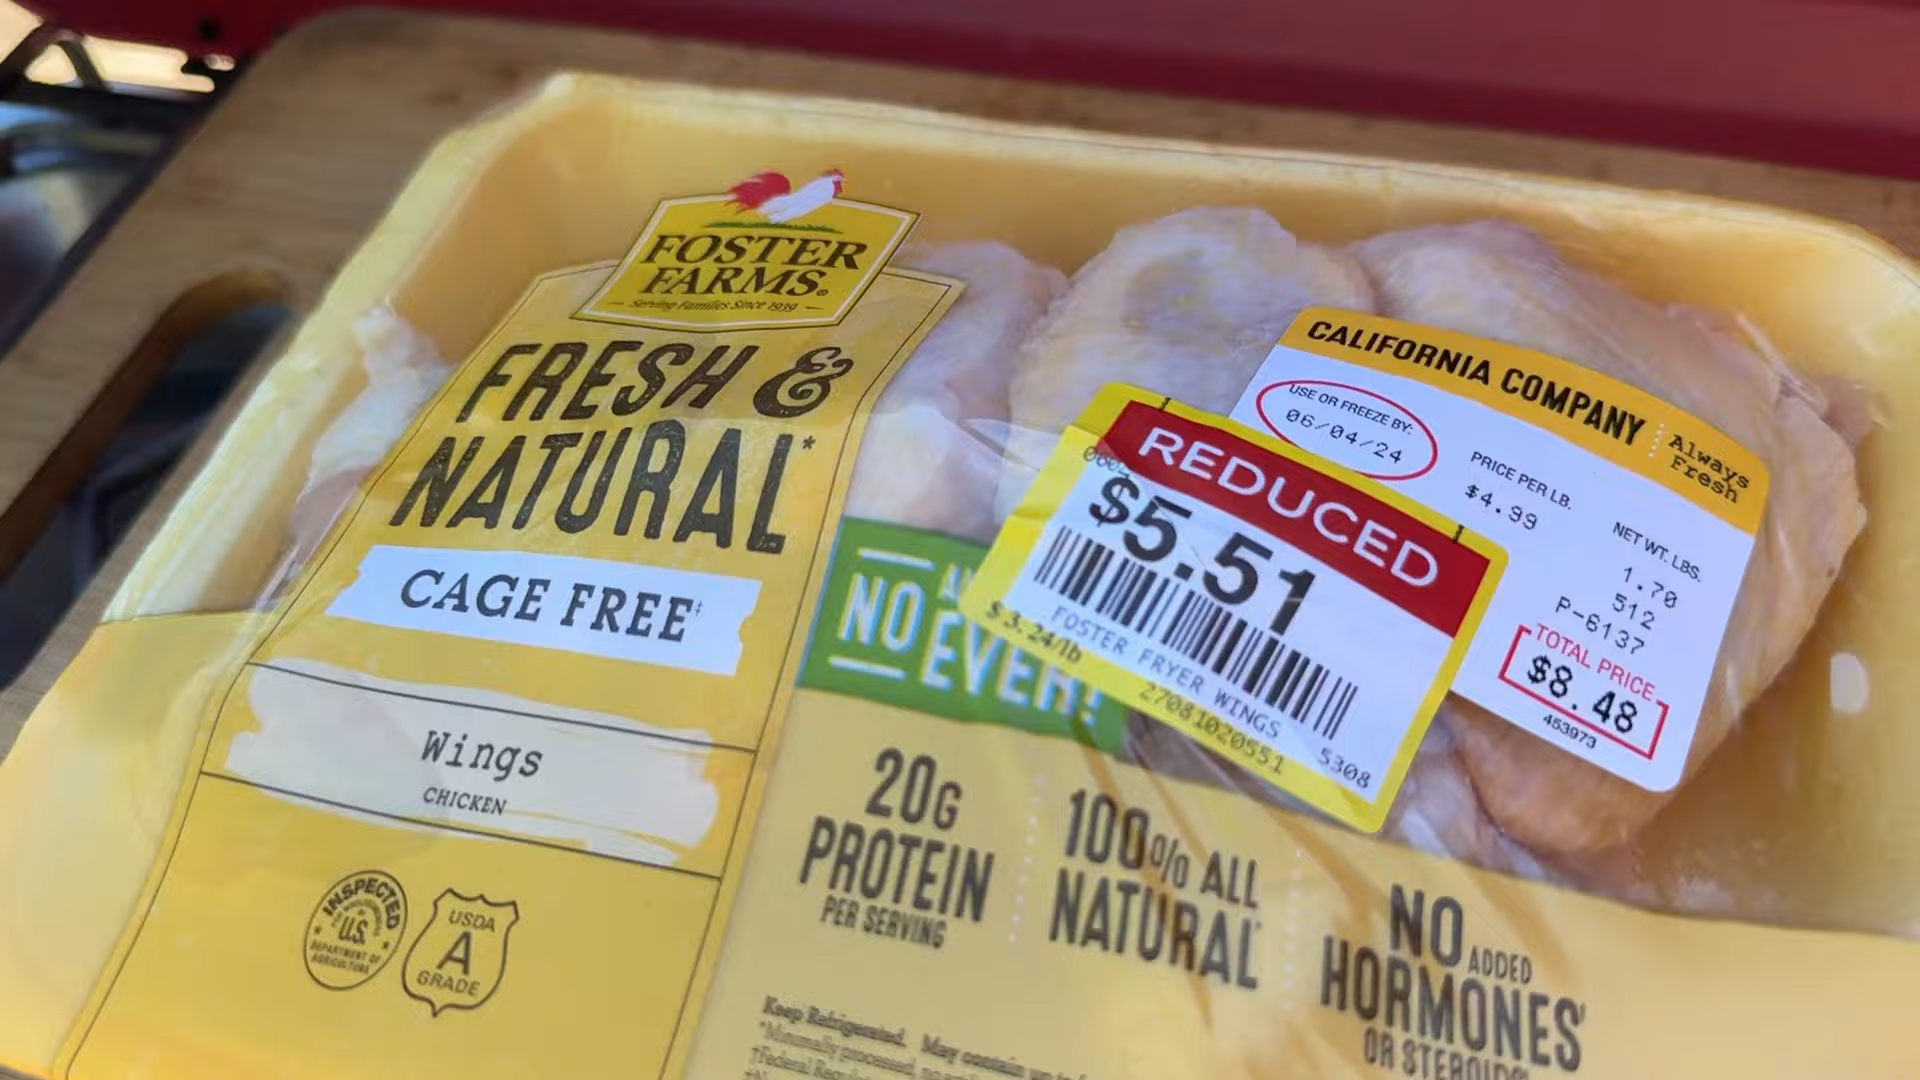 FOSTER
FARMS®
Serving Families Since 1939
FRESH &
NATURAL*
CAGE FREE‡
Wings
CHICKEN
INSPECTED
U.S.
DEPARTMENT OF
AGRICULTURE
USDA
A
GRADE
NO
EVER!
20G
PROTEIN
PER SERVING
100% ALL
NATURAL*
NO ADDED
HORMONES
OR STEROIDS
Keep Refrigerated. May contain up to
*Minimally processed, no
†Federal
REDUCED
$5.51
$3.24/lb
FOSTER FRYER WINGS
27081020551
5308
CALIFORNIA COMPANY
Always
Fresh
USE OR FREEZE BY:
06/04/24
PRICE PER LB.
$4.99
NET WT. LBS.
1.70
512
P-6137
TOTAL PRICE
$8.48
453973